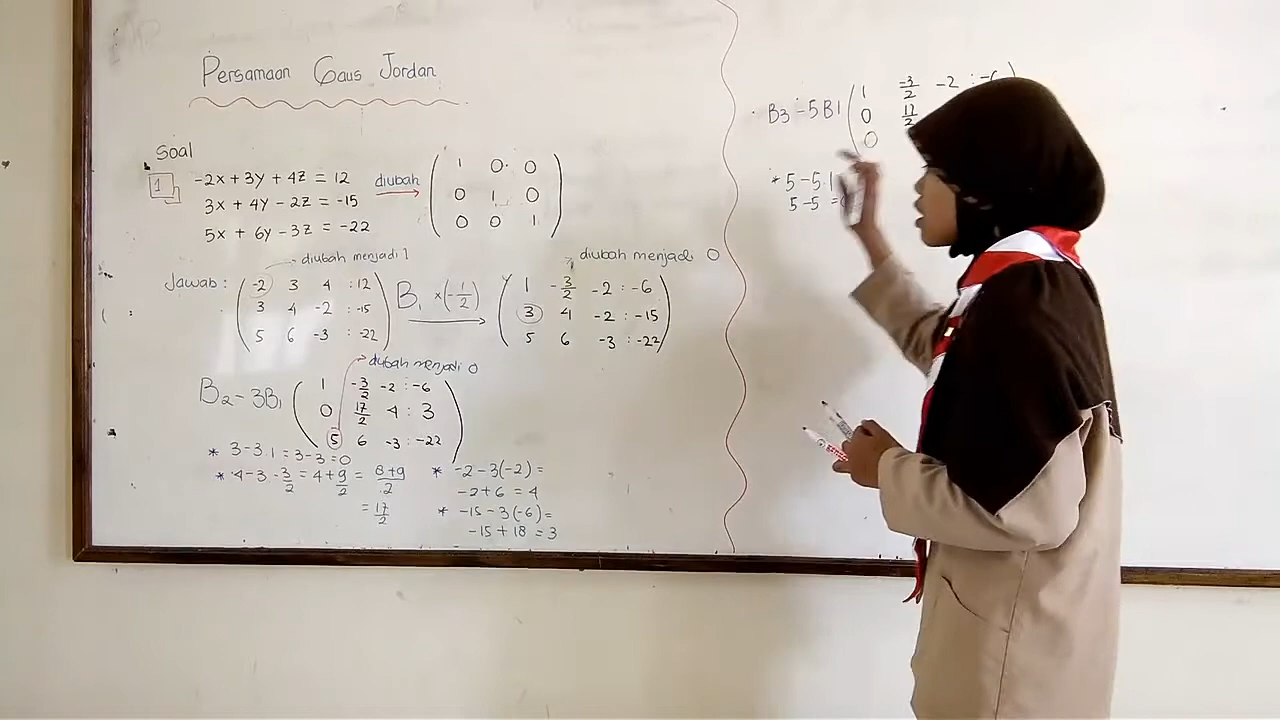 Persamaan Gaus Jordan
Soal
1
-2x + 3y + 4z = 12
3x + 4y - 2z = -15
5x + 6y - 3z = -22
diubah
1 0 0
0 1 0
0 0 1
diubah menjadi 1
Jawab :
-2 3 4 : 12
3 4 -2 : -15
5 6 -3 : -22
B1 ×(-1/2)
diubah menjadi 0
1 -3/2 -2 : -6
3 4 -2 : -15
5 6 -3 : -22
diubah menjadi 0
B2 - 3B1
1 -3/2 -2 : -6
0 17/2 4 : 3
5 6 -3 : -22
* 3-3.1 = 3-3 = 0
* 4-3.-3/2 = 4+9/2 = 8+9/2
= 17/2
* -2-3(-2) =
-2+6 = 4
* -15-3(-6) =
-15+18 = 3
B3 - 5B1
1 -3/2 -2 : -6
0 17/2
0
* 5-5.1
5-5 =